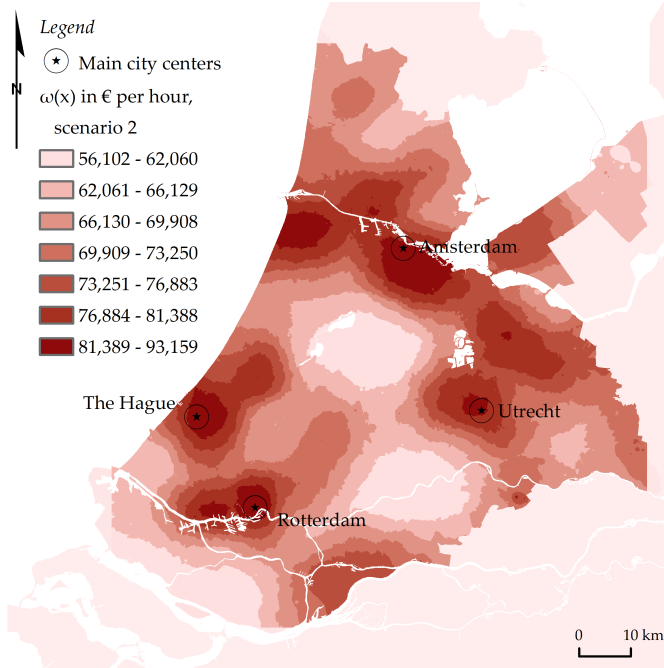 Legend
Main city centers
N
ω(x) in € per hour,
scenario 2
56,102 - 62,060
62,061 - 66,129
66,130 - 69,908
69,909 - 73,250
73,251 - 76,883
76,884 - 81,388
81,389 - 93,159
Amsterdam
The Hague
Utrecht
Rotterdam
0 10 km